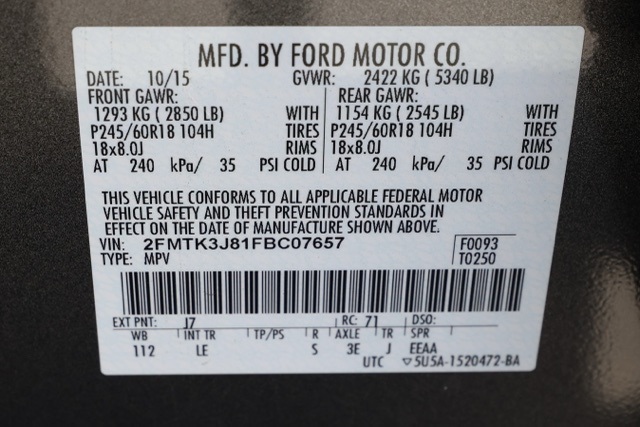 MFD. BY FORD MOTOR CO.
DATE: 10/15 GVWR: 2422 KG ( 5340 LB)
FRONT GAWR: REAR GAWR:
1293 KG ( 2850 LB) WITH 1154 KG ( 2545 LB) WITH
P245/60R18 104H TIRES P245/60R18 104H TIRES
18x8.0J RIMS 18x8.0J RIMS
AT 240 kPa/ 35 PSI COLD AT 240 kPa/ 35 PSI COLD
THIS VEHICLE CONFORMS TO ALL APPLICABLE FEDERAL MOTOR
VEHICLE SAFETY AND THEFT PREVENTION STANDARDS IN
EFFECT ON THE DATE OF MANUFACTURE SHOWN ABOVE.
VIN: 2FMTK3J81FBC07657 F0093
TYPE: MPV T0250
EXT PNT: J7 RC: 71 DSO:
WB INT TR TP/PS R AXLE TR SPR
112 LE S 3E J EEAA
UTC ▽5U5A-1520472-BA